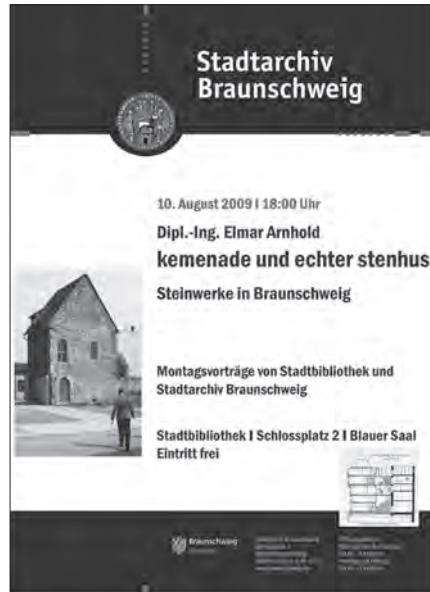 Stadtarchiv
Braunschweig
10. August 2009 I 18:00 Uhr
Dipl.-Ing. Elmar Arnhold
kemenade und echter stenhus
Steinwerke in Braunschweig
Montagsvorträge von Stadtbibliothek und
Stadtarchiv Braunschweig
Stadtbibliothek I Schlossplatz 2 I Blauer Saal
Eintritt frei
Braunschweig